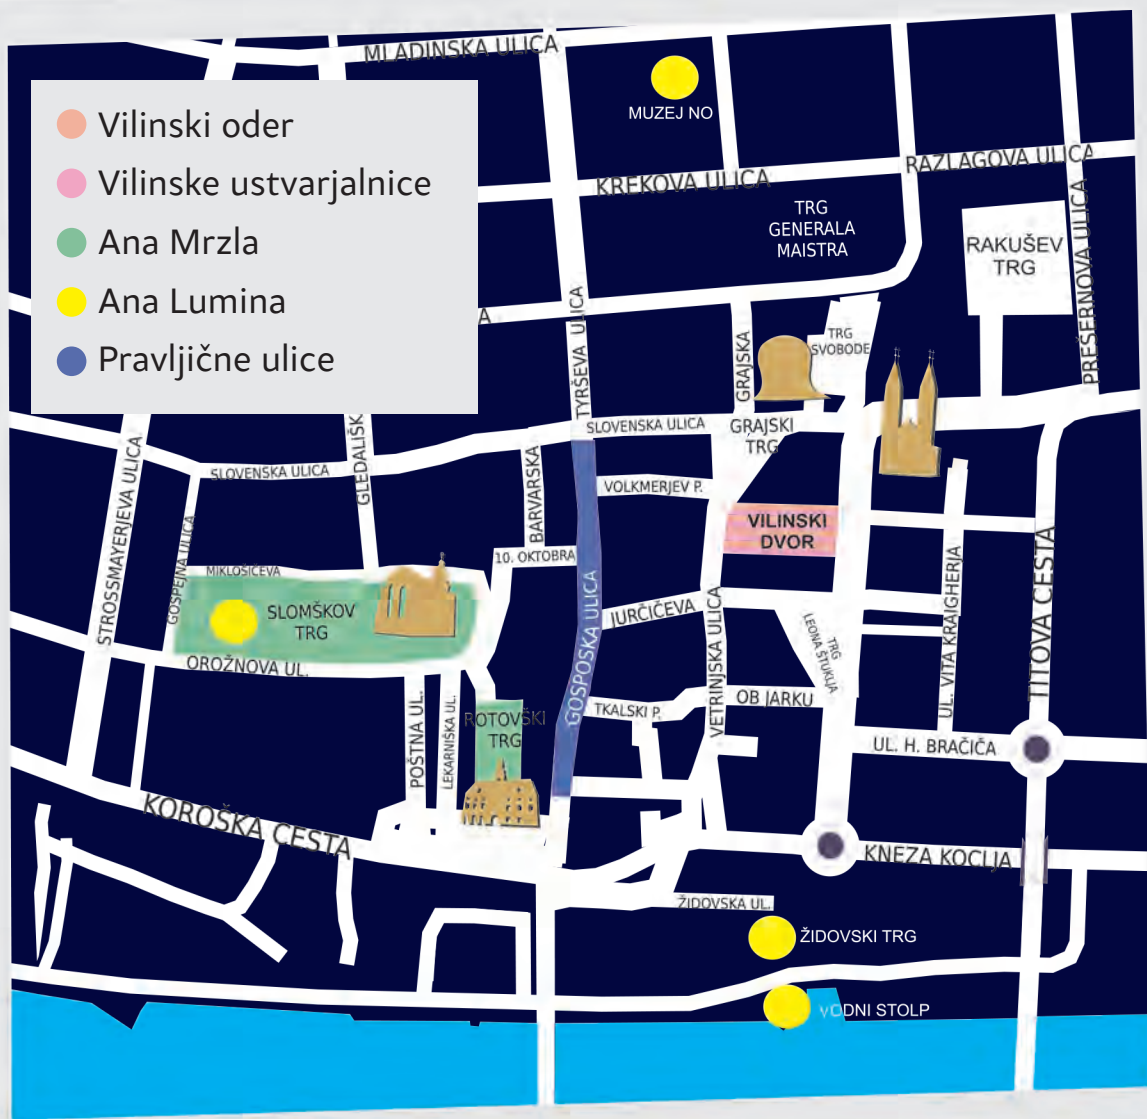 MLADINSKA ULICA
MUZEJ NO
Vilinski oder
Vilinske ustvarjalnice
Ana Mrzla
Ana Lumina
Pravljične ulice
KREKOVA ULICA
RAZLAGOVA ULICA
TRG
GENERALA
MAISTRA
RAKUŠEV
TRG
PREŠERNOVA ULICA
A
TYRŠEVA ULICA
GRAJSKA
TRG
SVOBODE
SLOVENSKA ULICA
GRAJSKI
TRG
STROSSMAYERJEVA ULICA
SLOVENSKA ULICA
GLEDALIŠK
BARVARSKA
VOLKMERJEV P.
VILINSKI
DVOR
GOSPEJNA ULICA
MIKLOŠIČEVA
10. OKTOBRA
SLOMŠKOV
TRG
JURČIČEVA
GOSPOSKA ULICA
VETRINJSKA ULICA
TRG
LEONA ŠTUKLJA
UL. VITA KRAIGHERJA
TITOVA CESTA
OROŽNOVA UL.
POŠTNA UL.
LEKARNIŠKA UL.
ROTOVŠKI
TRG
TKALSKI P.
OB JARKU
UL. H. BRAČIČA
KOROŠKA CESTA
KNEZA KOCLJA
ŽIDOVSKA UL.
ŽIDOVSKI TRG
VODNI STOLP